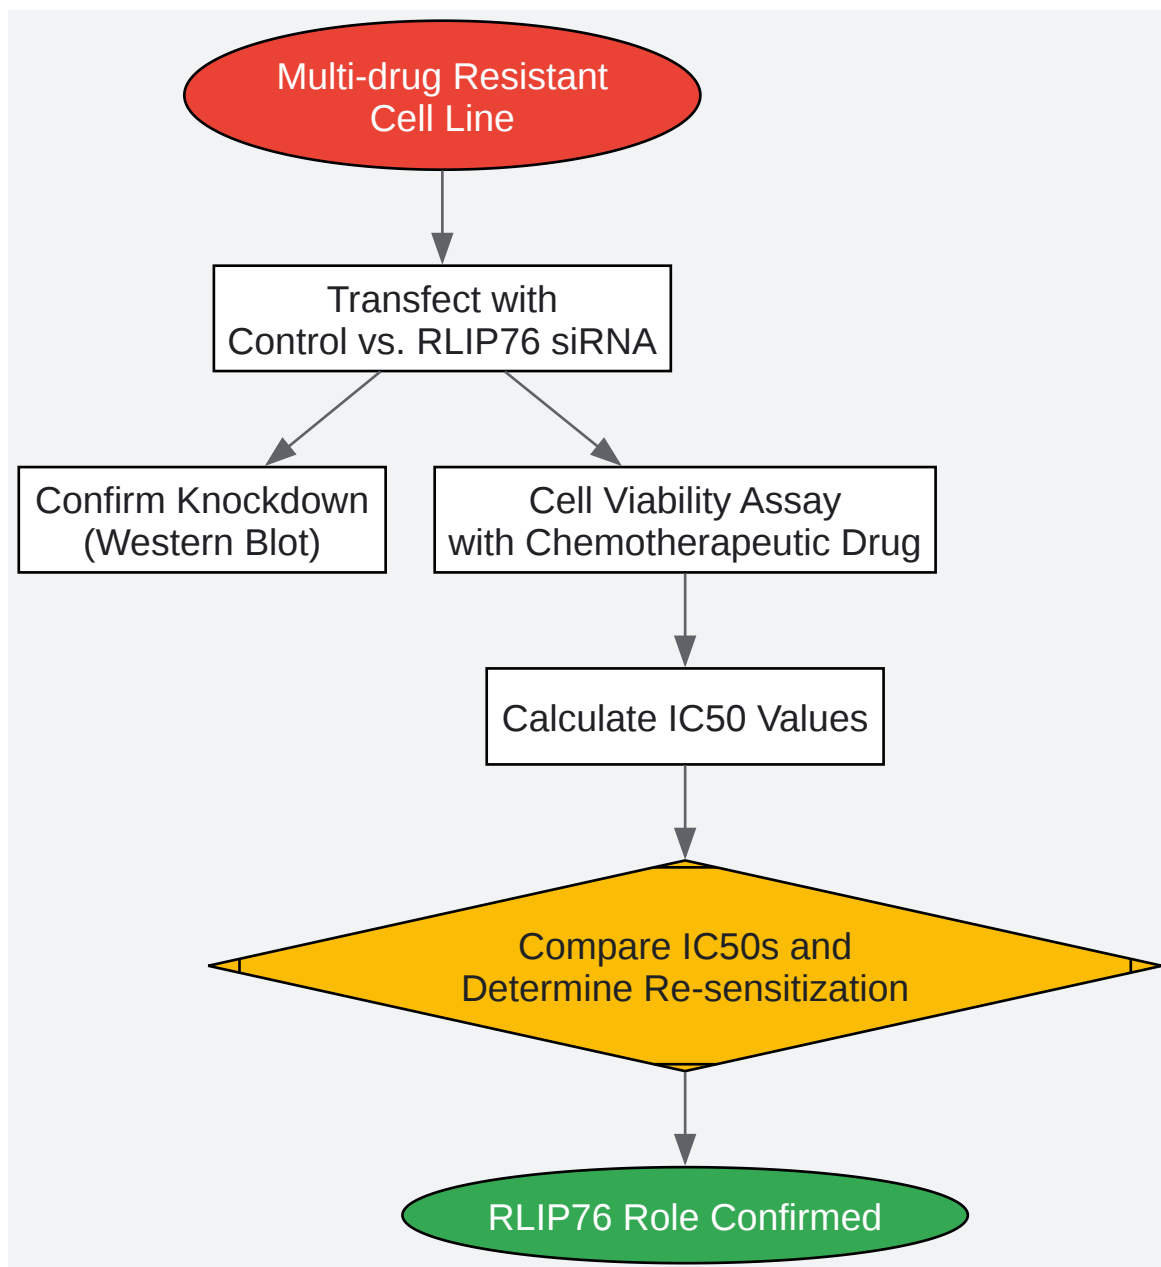 Multi-drug Resistant
Cell Line
Transfect with
Control vs. RLIP76 siRNA
Confirm Knockdown
(Western Blot)
Cell Viability Assay
with Chemotherapeutic Drug
Calculate IC50 Values
Compare IC50s and
Determine Re-sensitization
RLIP76 Role Confirmed